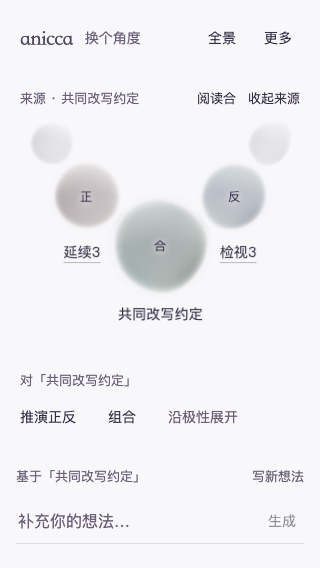 anicca 换个角度 全景 更多
来源 · 共同改写约定 阅读合 收起来源
正 反
合
延续3 检视3
共同改写约定
对「共同改写约定」
推演正反 组合 沿极性展开
基于「共同改写约定」 写新想法
补充你的想法… 生成